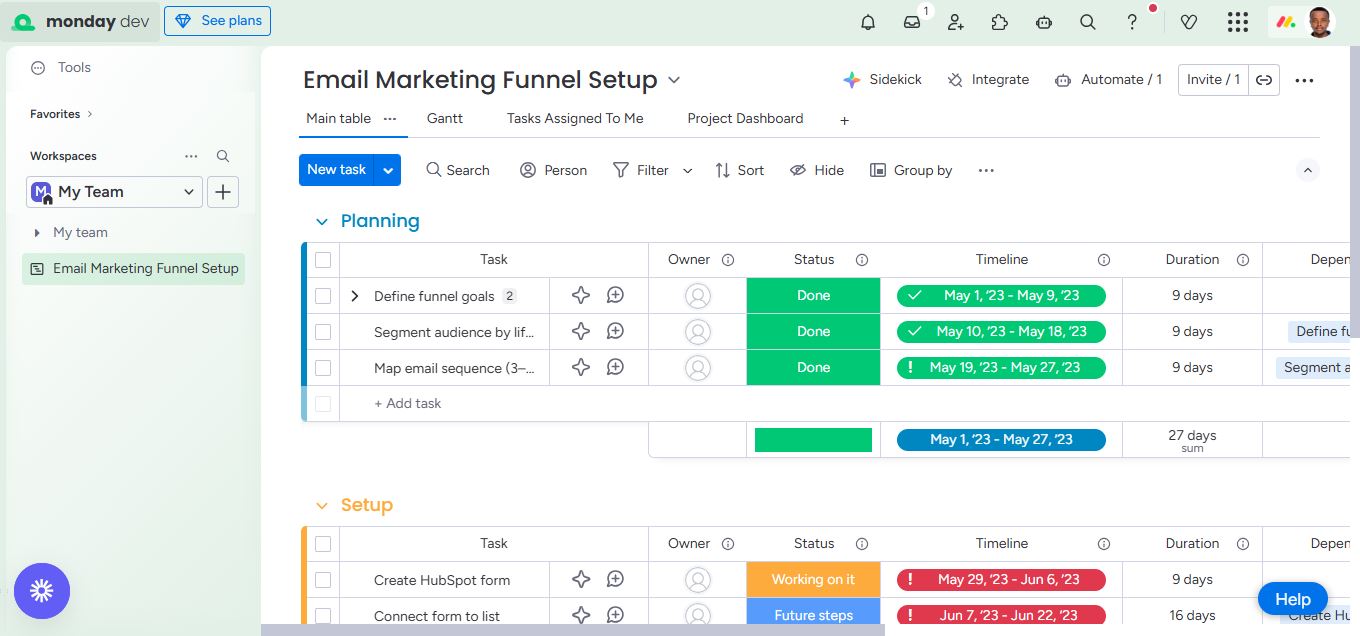 monday dev
See plans
1
Tools
Favorites
Workspaces
M
My Team
My team
Email Marketing Funnel Setup
Email Marketing Funnel Setup
Sidekick
Integrate
Automate / 1
Invite / 1
Main table
Gantt
Tasks Assigned To Me
Project Dashboard
+
New task
Search
Person
Filter
Sort
Hide
Group by
Planning
Task Owner Status Timeline Duration Depen
Define funnel goals 2 Done May 1, '23 - May 9, '23 9 days
Segment audience by lif... Done May 10, '23 - May 18, '23 9 days Define fu
Map email sequence (3–... Done ! May 19, '23 - May 27, '23 9 days Segment a
+ Add task
May 1, '23 - May 27, '23 27 days
sum
Setup
Task Owner Status Timeline Duration Depen
Create HubSpot form Working on it ! May 29, '23 - Jun 6, '23 9 days
Connect form to list Future steps ! Jun 7, '23 - Jun 22, '23 16 days Create Hu
Help